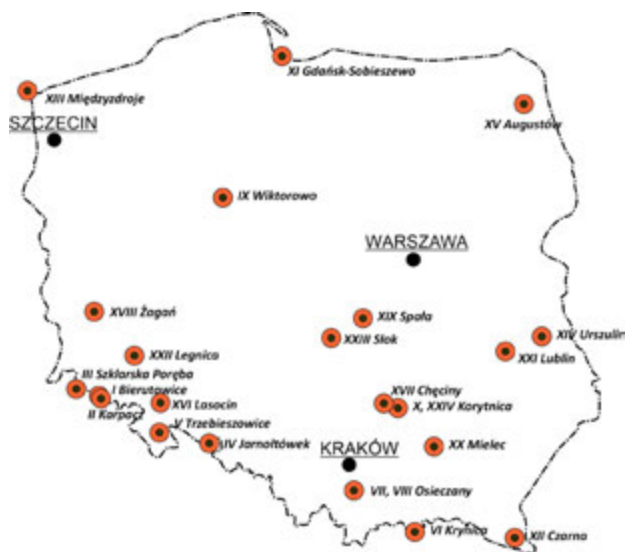 XI Gdańsk-Sobieszewo
XIII Międzyzdroje
SZCZECIN
XV Augustów
IX Wiktorowo
WARSZAWA
XVIII Żagań
XIX Spała
XXIII Słok
XIV Urszulin
XXII Legnica
XXI Lublin
III Szklarska Poręba
I Bierutowice
II Karpacz
XVI Lasocin
XVII Chęciny
X, XXIV Korytnica
V Trzebieszowice
IV Jarnołtówek
KRAKÓW
XX Mielec
VII, VIII Osieczany
VI Krynica
XII Czarna